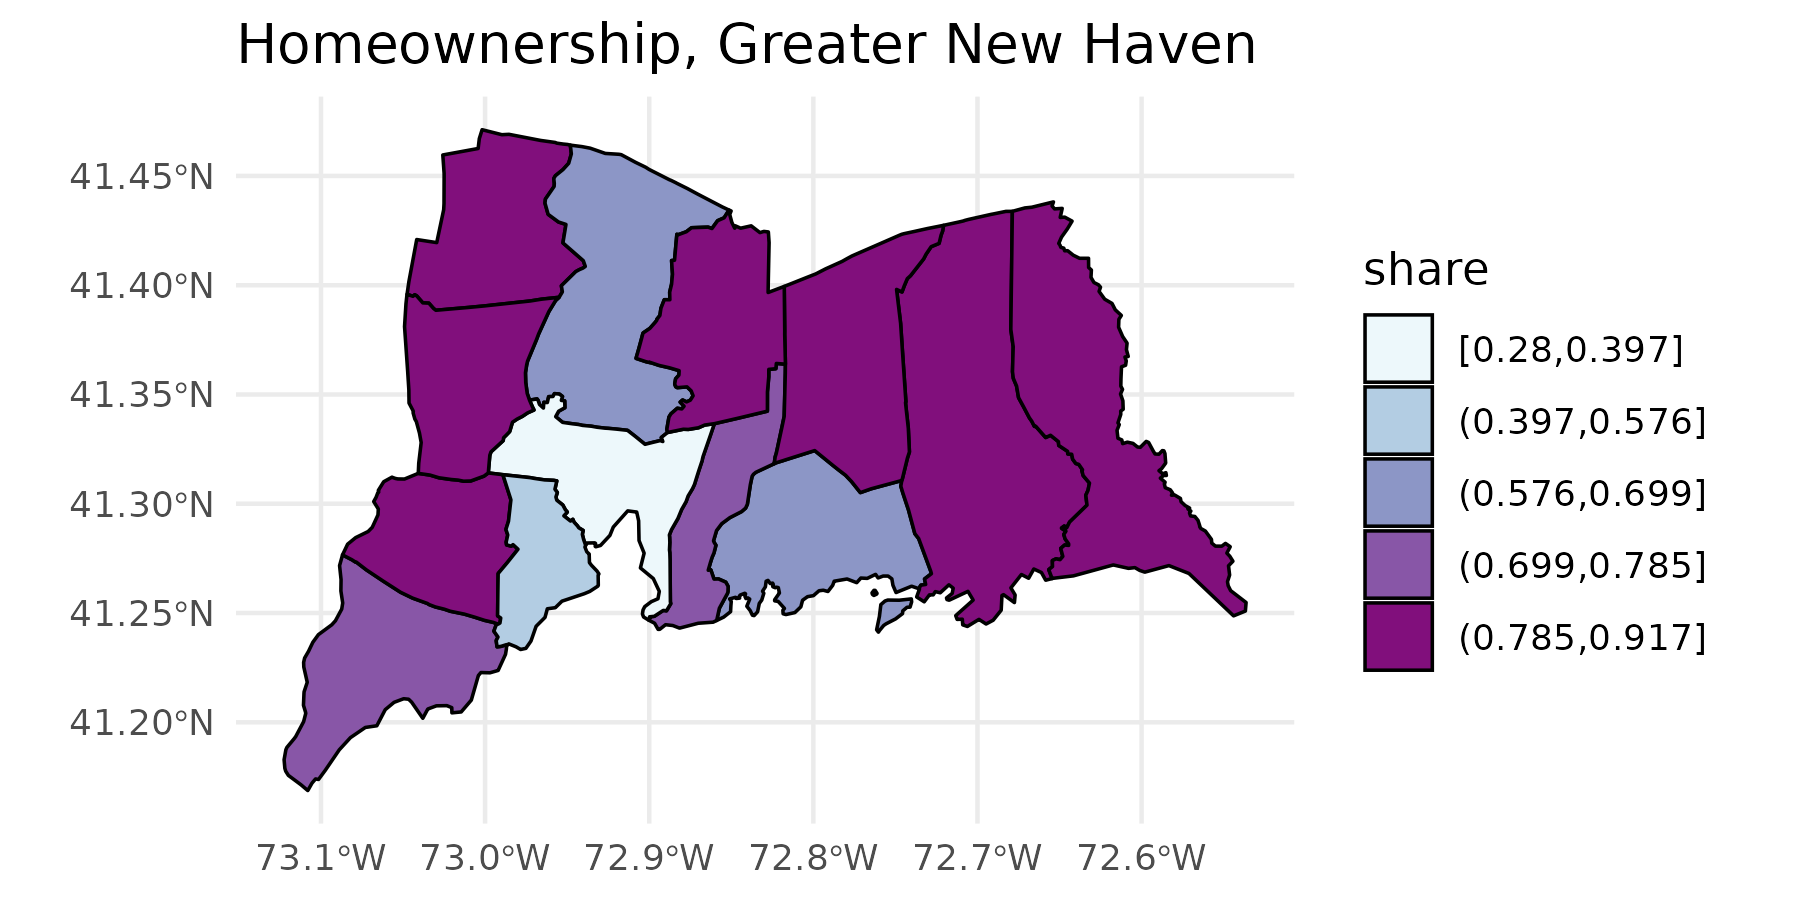 Homeownership, Greater New Haven
41.45°N
41.40°N
41.35°N
41.30°N
41.25°N
41.20°N
73.1°W 73.0°W 72.9°W 72.8°W 72.7°W 72.6°W
share
[0.28,0.397]
(0.397,0.576]
(0.576,0.699]
(0.699,0.785]
(0.785,0.917]